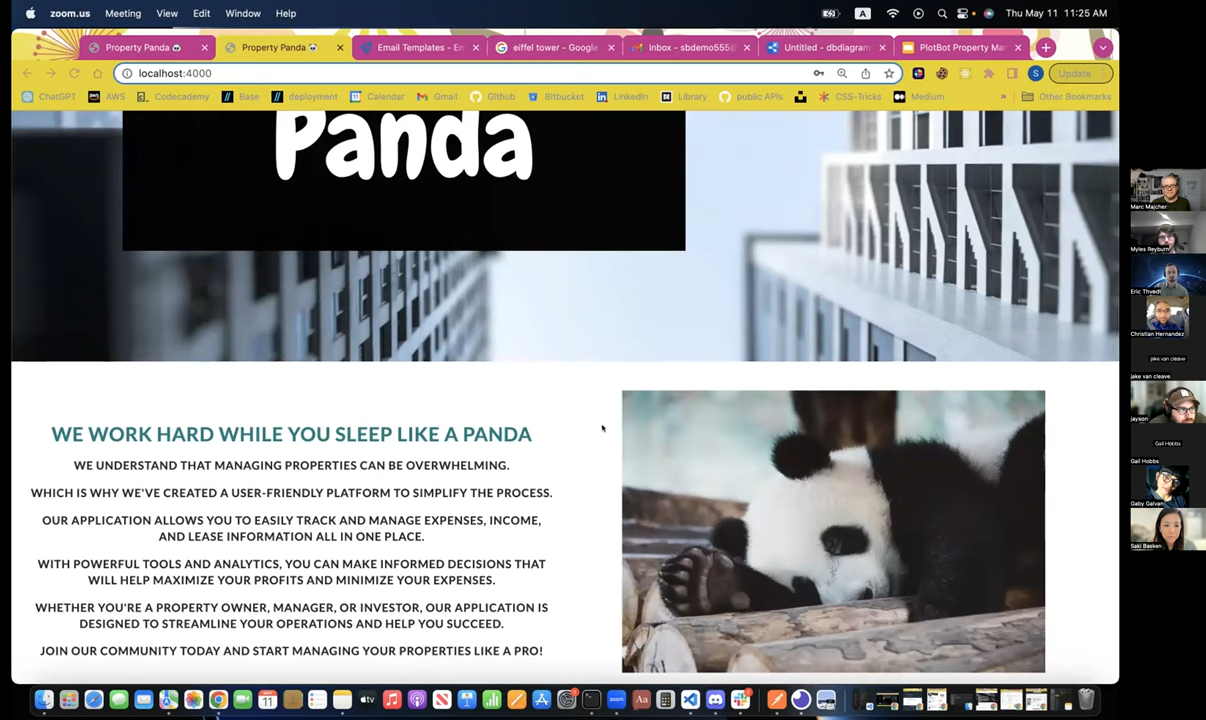 zoom.us Meeting View Edit Window Help
A Thu May 11 11:25 AM
Property Panda
Property Panda
Email Templates - Em
eiffel tower - Google
Inbox - sbdemo555@
Untitled - dbdiagram
PlotBot Property Ma
localhost:4000
S Update
ChatGPT AWS Codecademy Base deployment Calendar Gmail Github Bitbucket LinkedIn Library public APIs CSS-Tricks Medium » Other Bookmarks
Panda
WE WORK HARD WHILE YOU SLEEP LIKE A PANDA
WE UNDERSTAND THAT MANAGING PROPERTIES CAN BE OVERWHELMING.
WHICH IS WHY WE'VE CREATED A USER-FRIENDLY PLATFORM TO SIMPLIFY THE PROCESS.
OUR APPLICATION ALLOWS YOU TO EASILY TRACK AND MANAGE EXPENSES, INCOME,
AND LEASE INFORMATION ALL IN ONE PLACE.
WITH POWERFUL TOOLS AND ANALYTICS, YOU CAN MAKE INFORMED DECISIONS THAT
WILL HELP MAXIMIZE YOUR PROFITS AND MINIMIZE YOUR EXPENSES.
WHETHER YOU'RE A PROPERTY OWNER, MANAGER, OR INVESTOR, OUR APPLICATION IS
DESIGNED TO STREAMLINE YOUR OPERATIONS AND HELP YOU SUCCEED.
JOIN OUR COMMUNITY TODAY AND START MANAGING YOUR PROPERTIES LIKE A PRO!
Marc Majcher
Myles Reyburn
Eric Thvedt
Christian Hernandez
jake van cleave
jake van cleave
jayson
Gail Hobbs
Gail Hobbs
Gaby Galvan
Saki Basken